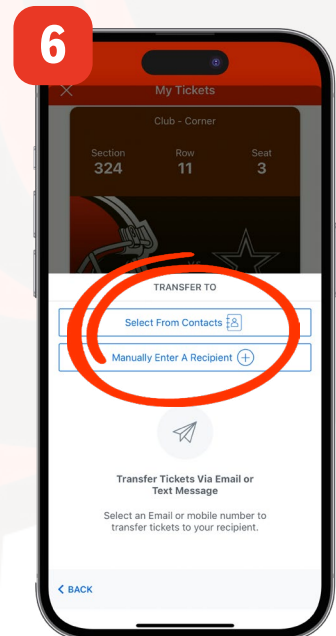 6
My Tickets
Club - Corner
Section Row Seat
324 11 3
TRANSFER TO
Select From Contacts
Manually Enter A Recipient
Transfer Tickets Via Email or
Text Message
Select an Email or mobile number to
transfer tickets to your recipient.
< BACK